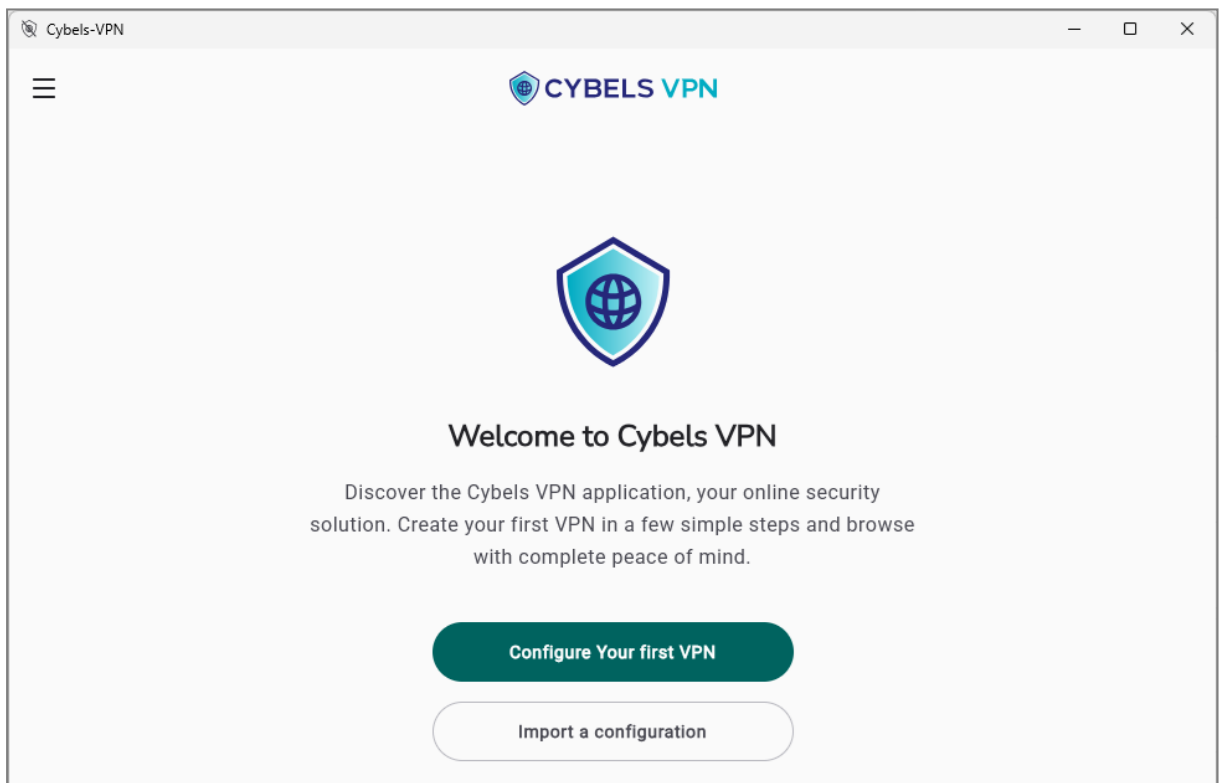 Cybels-VPN
CYBELS VPN
Welcome to Cybels VPN
Discover the Cybels VPN application, your online security
solution. Create your first VPN in a few simple steps and browse
with complete peace of mind.
Configure Your first VPN
Import a configuration